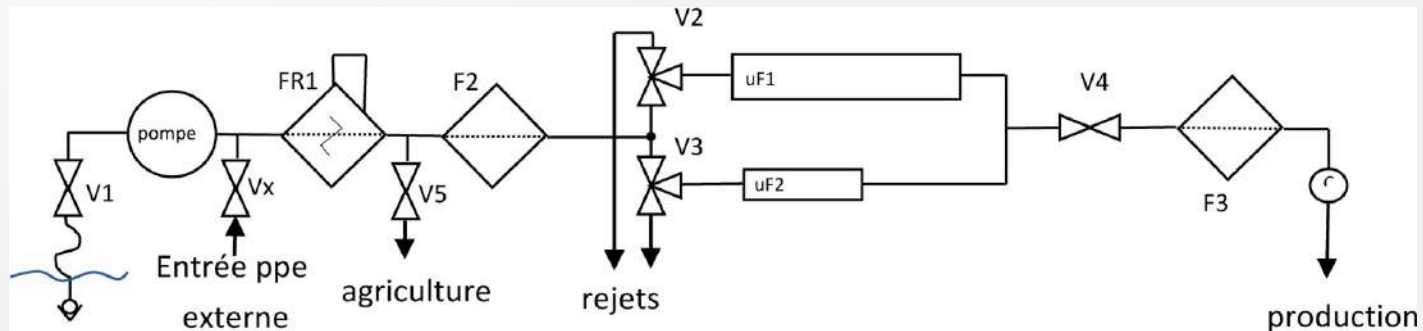 V2
FR1
F2
uF1
V4
pompe
V3
V1
Vx
V5
uF2
c
F3
Entrée ppe
externe
agriculture
rejets
production